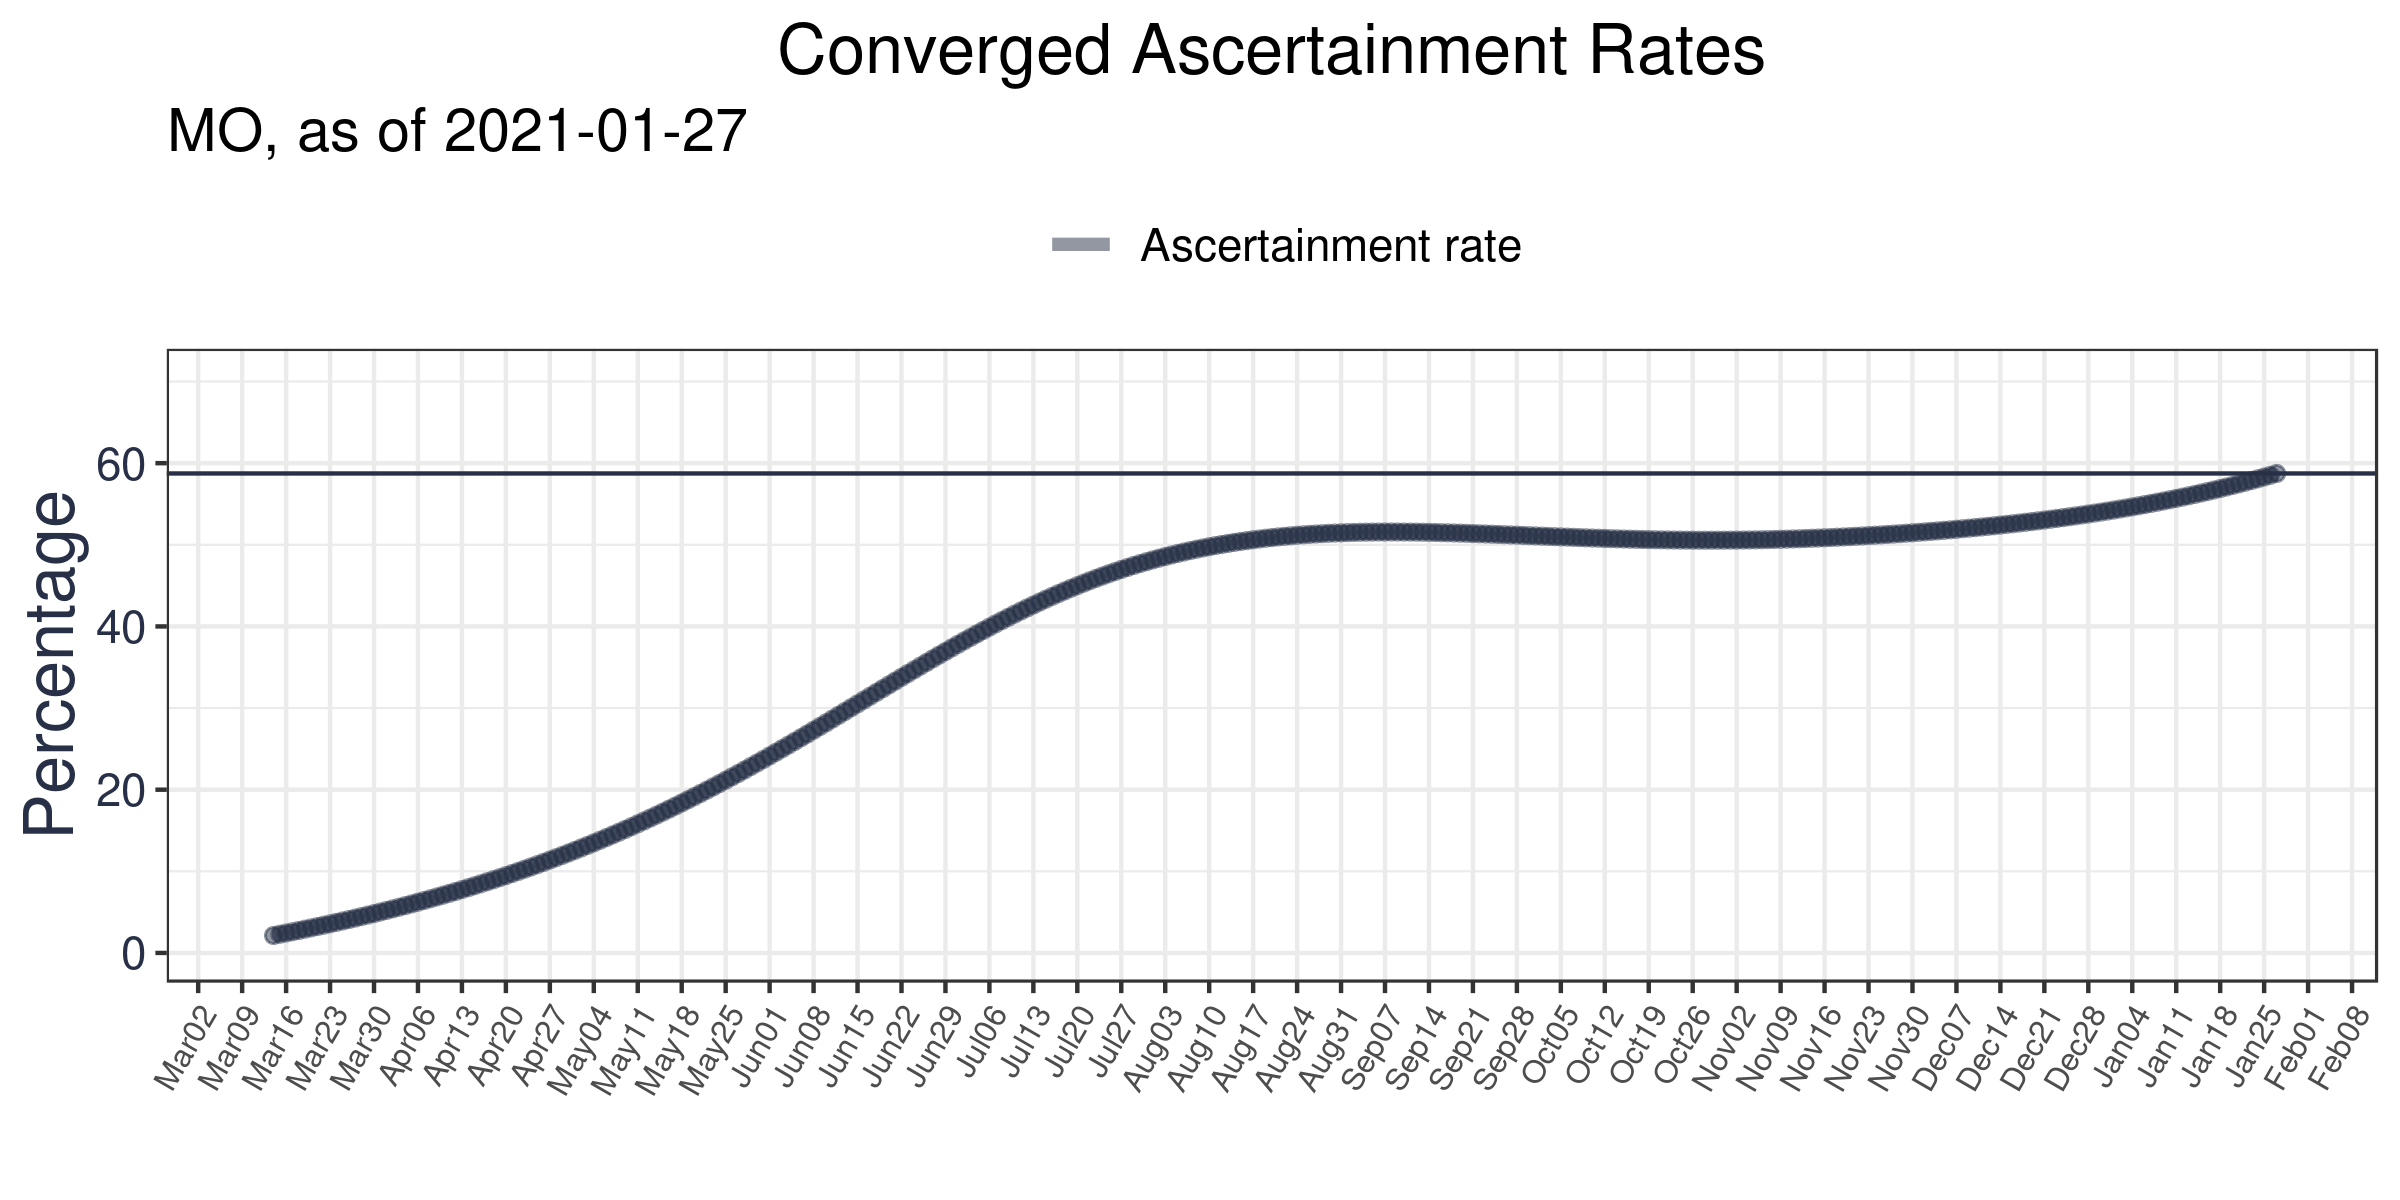 Converged Ascertainment Rates
MO, as of 2021-01-27
Ascertainment rate
Percentage
60
40
20
0
Mar02 Mar09 Mar16 Mar23 Mar30 Apr06 Apr13 Apr20 Apr27 May04 May11 May18 May25 Jun01 Jun08 Jun15 Jun22 Jun29 Jul06 Jul13 Jul20 Jul27 Aug03 Aug10 Aug17 Aug24 Aug31 Sep07 Sep14 Sep21 Sep28 Oct05 Oct12 Oct19 Oct26 Nov02 Nov09 Nov16 Nov23 Nov30 Dec07 Dec14 Dec21 Dec28 Jan04 Jan11 Jan18 Jan25 Feb01 Feb08